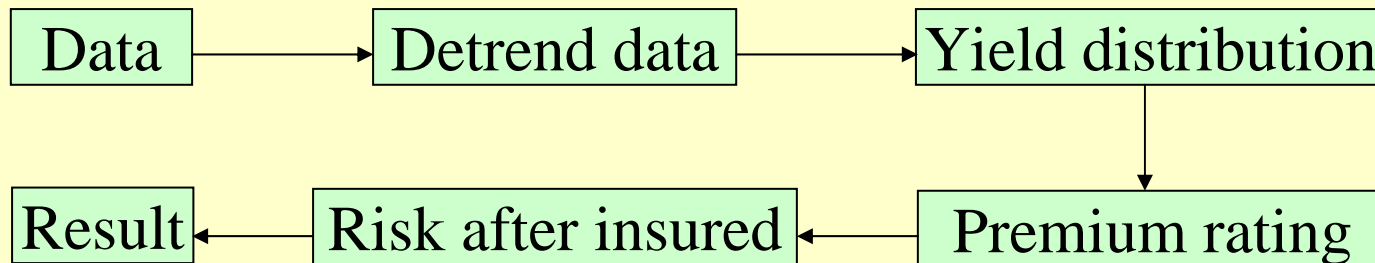 Data
Detrend data
Yield distribution
Premium rating
Risk after insured
Result